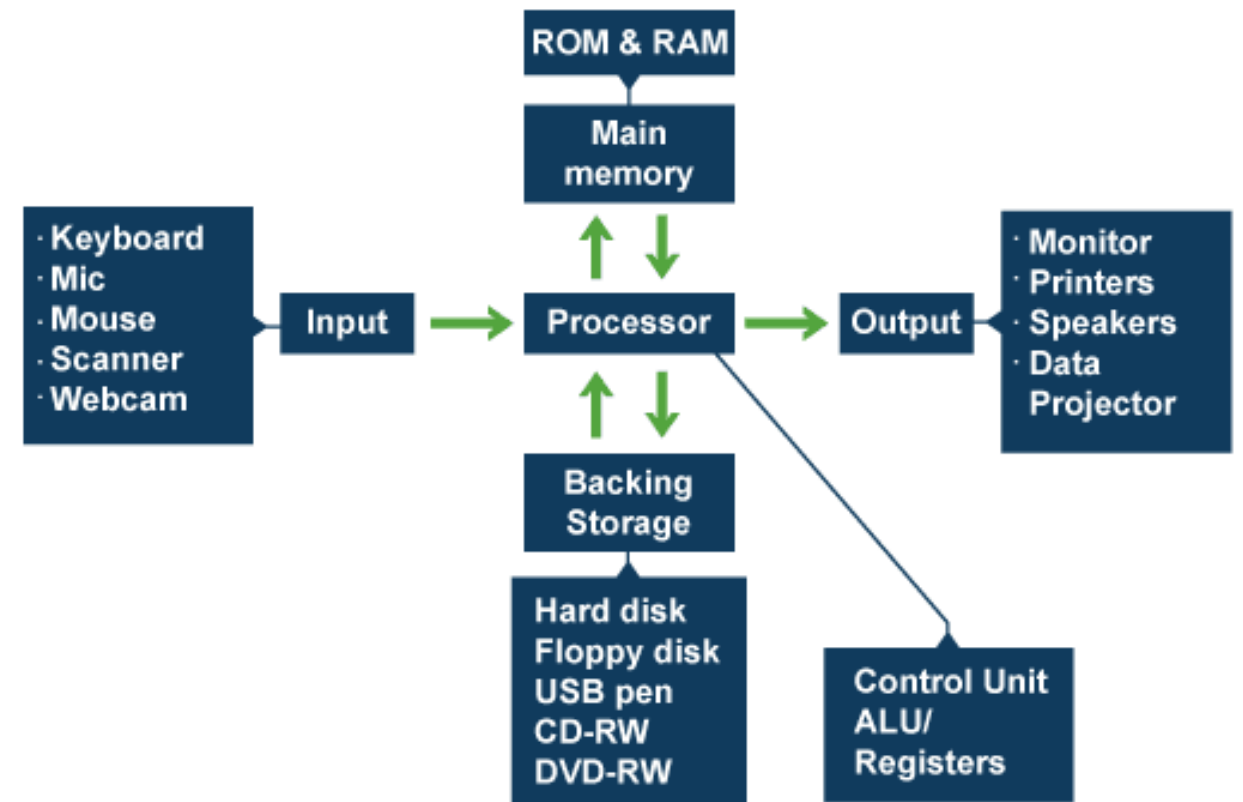 ROM & RAM
Main
memory
· Keyboard
· Mic
· Mouse
· Scanner
· Webcam
Input
Processor
Output
· Monitor
· Printers
· Speakers
· Data
Projector
Backing
Storage
Hard disk
Floppy disk
USB pen
CD-RW
DVD-RW
Control Unit
ALU/
Registers